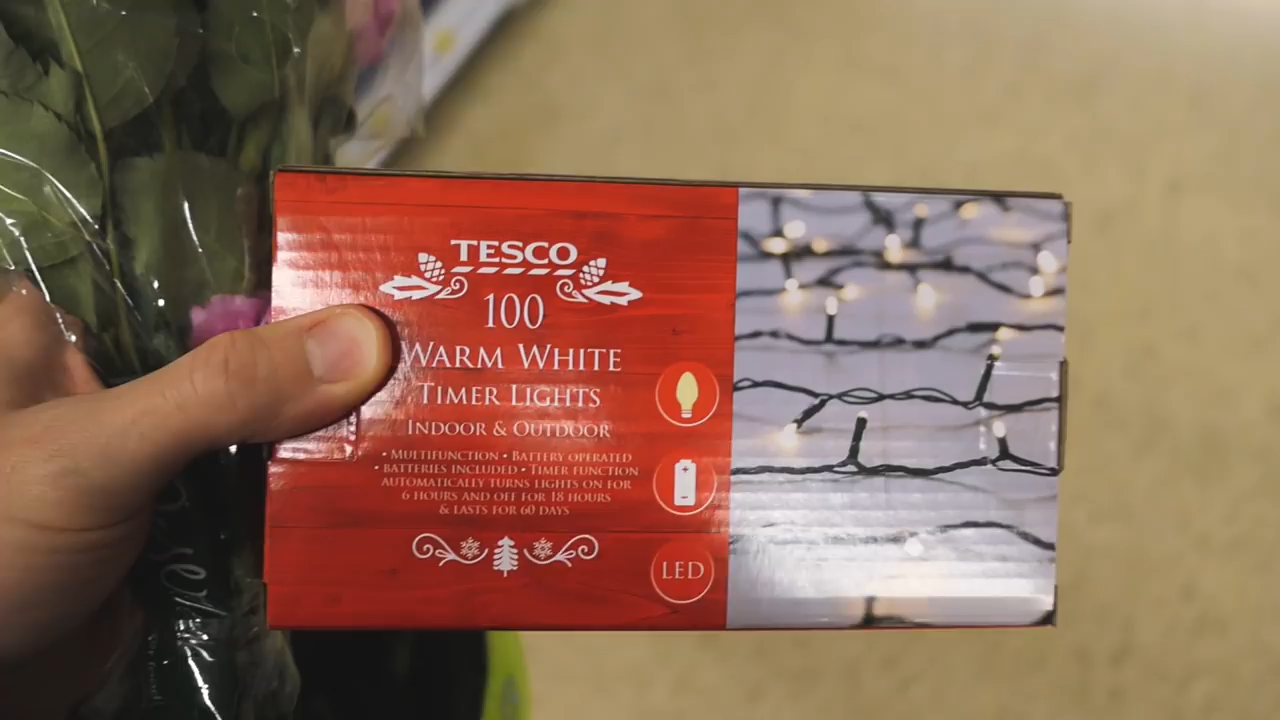 TESCO
100
WARM WHITE
TIMER LIGHTS
INDOOR & OUTDOOR
• MULTIFUNCTION • BATTERY OPERATED
• BATTERIES INCLUDED • TIMER FUNCTION
AUTOMATICALLY TURNS LIGHTS ON FOR
6 HOURS AND OFF FOR 18 HOURS
& LASTS FOR 60 DAYS
LED